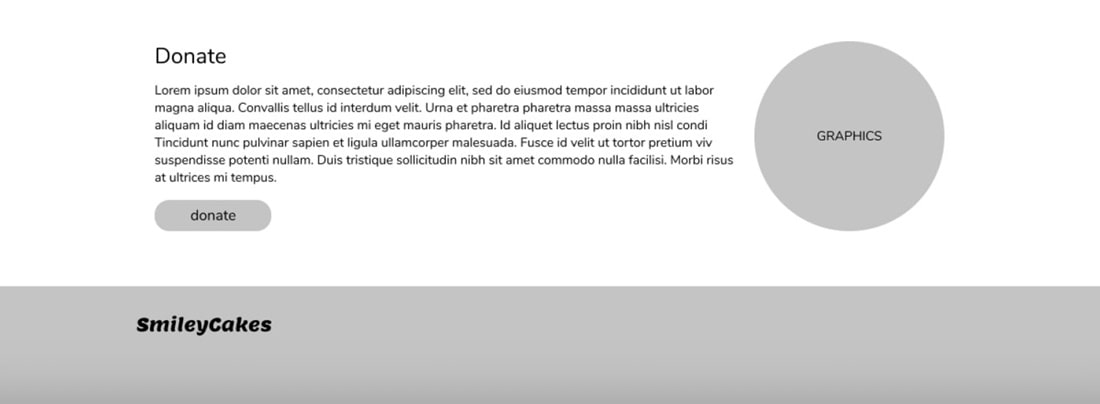 Donate
Lorem ipsum dolor sit amet, consectetur adipiscing elit, sed do eiusmod tempor incididunt ut labor
magna aliqua. Convallis tellus id interdum velit. Urna et pharetra pharetra massa massa ultricies
aliquam id diam maecenas ultricies mi eget mauris pharetra. Id aliquet lectus proin nibh nisl condi
Tincidunt nunc pulvinar sapien et ligula ullamcorper malesuada. Fusce id velit ut tortor pretium viv
suspendisse potenti nullam. Duis tristique sollicitudin nibh sit amet commodo nulla facilisi. Morbi risus
at ultrices mi tempus.
donate
GRAPHICS
SmileyCakes